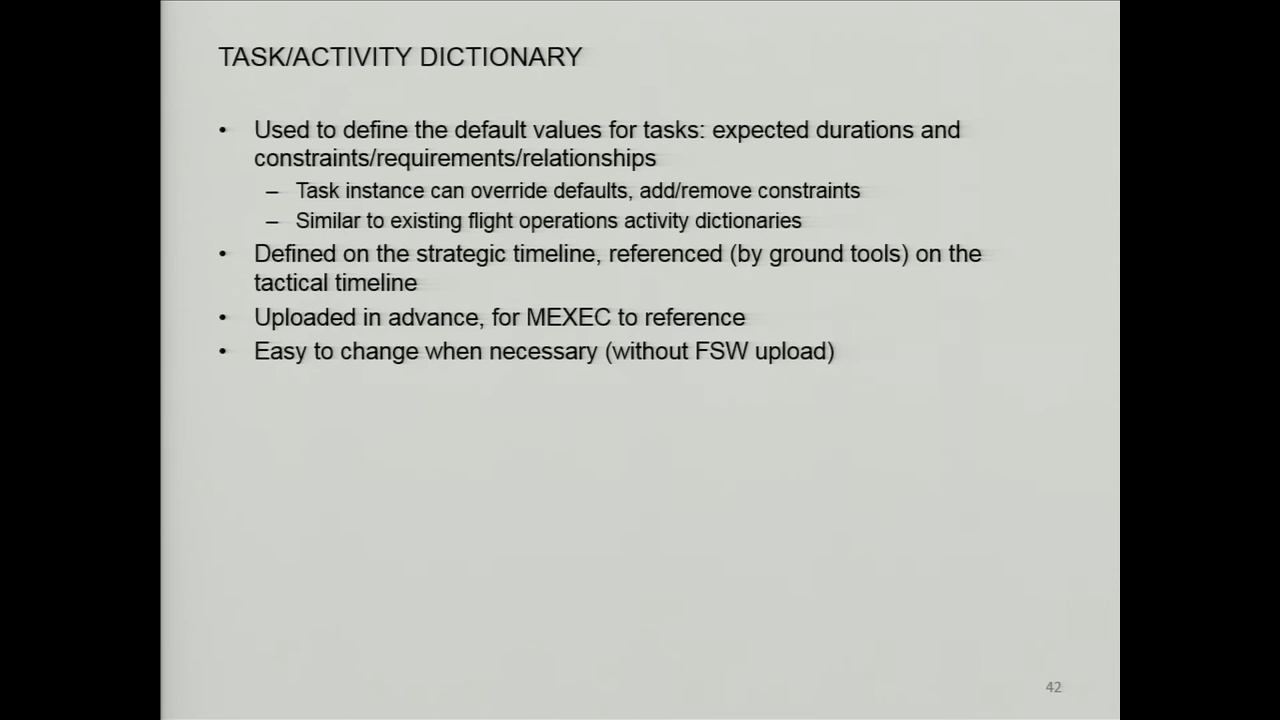 TASK/ACTIVITY DICTIONARY
• Used to define the default values for tasks: expected durations and
constraints/requirements/relationships
– Task instance can override defaults, add/remove constraints
– Similar to existing flight operations activity dictionaries
• Defined on the strategic timeline, referenced (by ground tools) on the
tactical timeline
• Uploaded in advance, for MEXEC to reference
• Easy to change when necessary (without FSW upload)
42